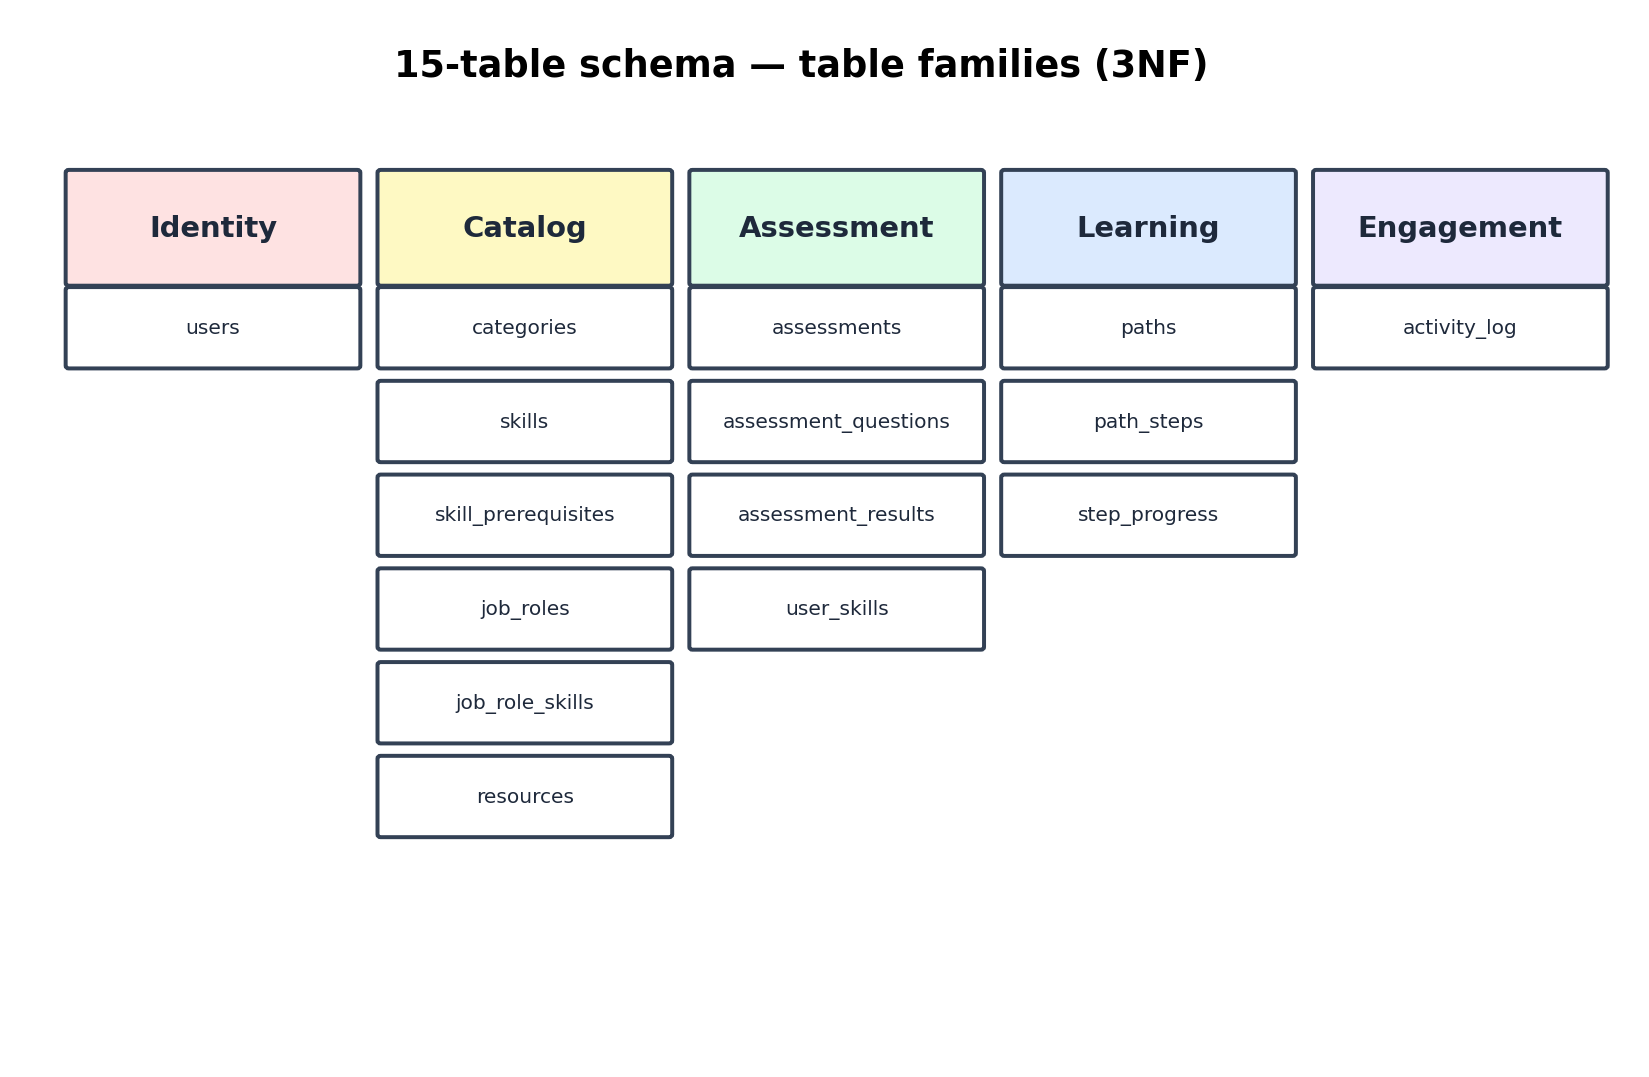 15-table schema — table families (3NF)
Identity
users
Catalog
categories
skills
skill_prerequisites
job_roles
job_role_skills
resources
Assessment
assessments
assessment_questions
assessment_results
user_skills
Learning
paths
path_steps
step_progress
Engagement
activity_log